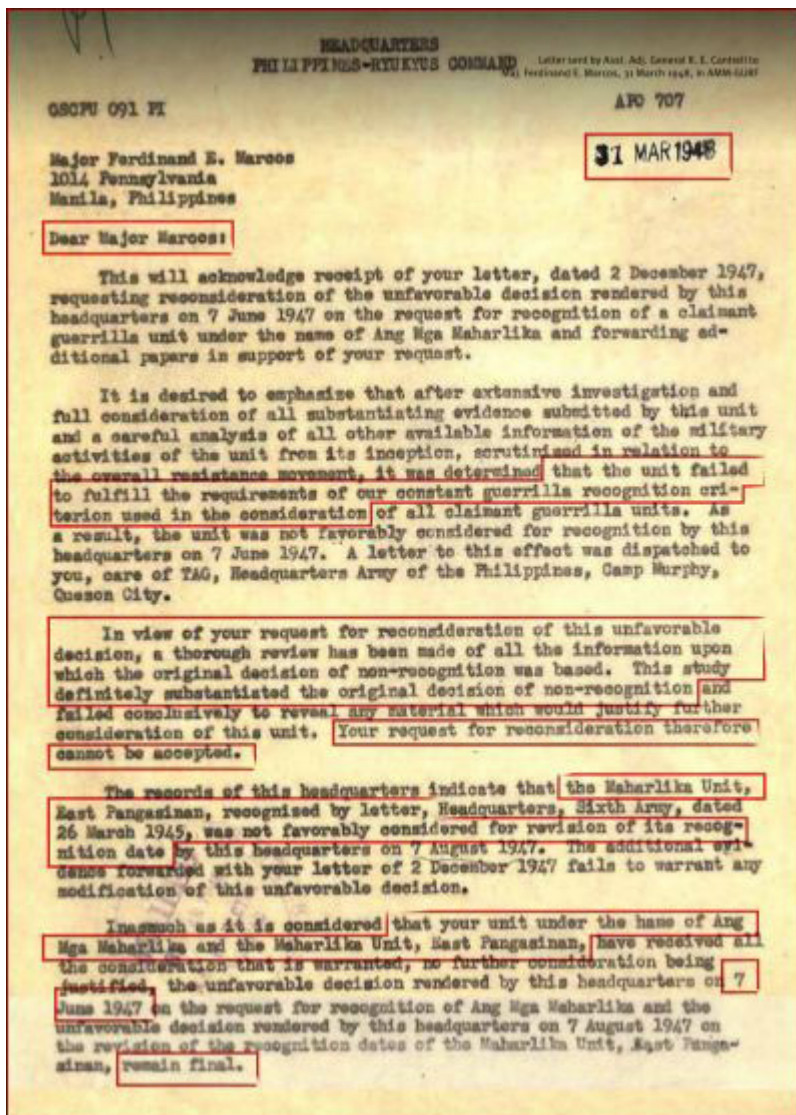 HEADQUARTERS
PHILIPPINES-RYUKYUS COMMAND
Letter sent by Asst. Adj. General R. E. Cantrell to
Maj. Ferdinand E. Marcos, 31 March 1948, in AMM-GURF
GSCPU 091 PI
APO 707
31 MAR 1948
Major Ferdinand E. Marcos
1014 Pennsylvania
Manila, Philippines
Dear Major Marcos:
This will acknowledge receipt of your letter, dated 2 December 1947,
requesting reconsideration of the unfavorable decision rendered by this
headquarters on 7 June 1947 on the request for recognition of a claimant
guerrilla unit under the name of Ang Mga Maharlika and forwarding ad-
ditional papers in support of your request.
It is desired to emphasize that after extensive investigation and
full consideration of all substantiating evidence submitted by this unit
and a careful analysis of all other available information of the military
activities of the unit from its inception, scrutinized in relation to
the overall resistance movement, it was determined that the unit failed
to fulfill the requirements of our constant guerrilla recognition cri-
terion used in the consideration of all claimant guerrilla units. As
a result, the unit was not favorably considered for recognition by this
headquarters on 7 June 1947. A letter to this effect was dispatched to
you, care of TAG, Headquarters Army of the Philippines, Camp Murphy,
Quezon City.
In view of your request for reconsideration of this unfavorable
decision, a thorough review has been made of all the information upon
which the original decision of non-recognition was based. This study
definitely substantiated the original decision of non-recognition and
failed conclusively to reveal any material which would justify further
consideration of this unit. Your request for reconsideration therefore
cannot be accepted.
The records of this headquarters indicate that the Maharlika Unit,
East Pangasinan, recognized by letter, Headquarters, Sixth Army, dated
26 March 1945, was not favorably considered for revision of its recog-
nition date by this headquarters on 7 August 1947. The additional evi-
dence forwarded with your letter of 2 December 1947 fails to warrant any
modification of this unfavorable decision.
Inasmuch as it is considered that your unit under the name of Ang
Mga Maharlika and the Maharlika Unit, East Pangasinan, have received all
the consideration that is warranted, no further consideration being
justified, the unfavorable decision rendered by this headquarters on 7
June 1947 on the request for recognition of Ang Mga Maharlika and the
unfavorable decision rendered by this headquarters on 7 August 1947 on
the revision of the recognition dates of the Maharlika Unit, East Panga-
sinan, remain final.